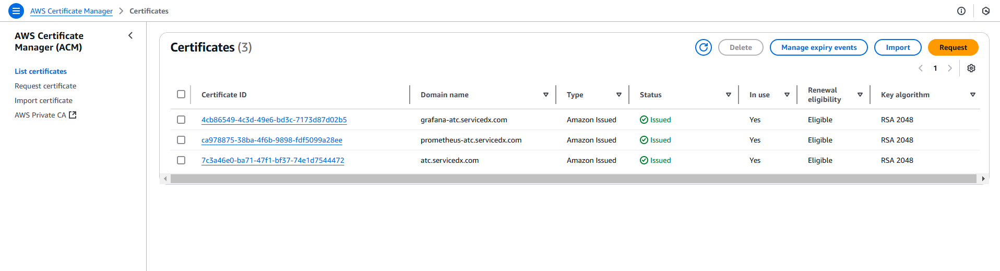 AWS Certificate Manager > Certificates
AWS Certificate
Manager (ACM)
List certificates
Request certificate
Import certificate
AWS Private CA
Certificates (3)
Delete
Manage expiry events
Import
Request
1
Certificate ID Domain name Type Status In use Renewal eligibility Key algorithm
4cb86549-4c3d-49e6-bd3c-7173d87d02b5 grafana-atc.servicedx.com Amazon Issued Issued Yes Eligible RSA 2048
ca978875-38ba-4f6b-9898-fdf5099a28ee prometheus-atc.servicedx.com Amazon Issued Issued Yes Eligible RSA 2048
7c3a46e0-ba71-47f1-bf37-74e1d7544472 atc.servicedx.com Amazon Issued Issued Yes Eligible RSA 2048